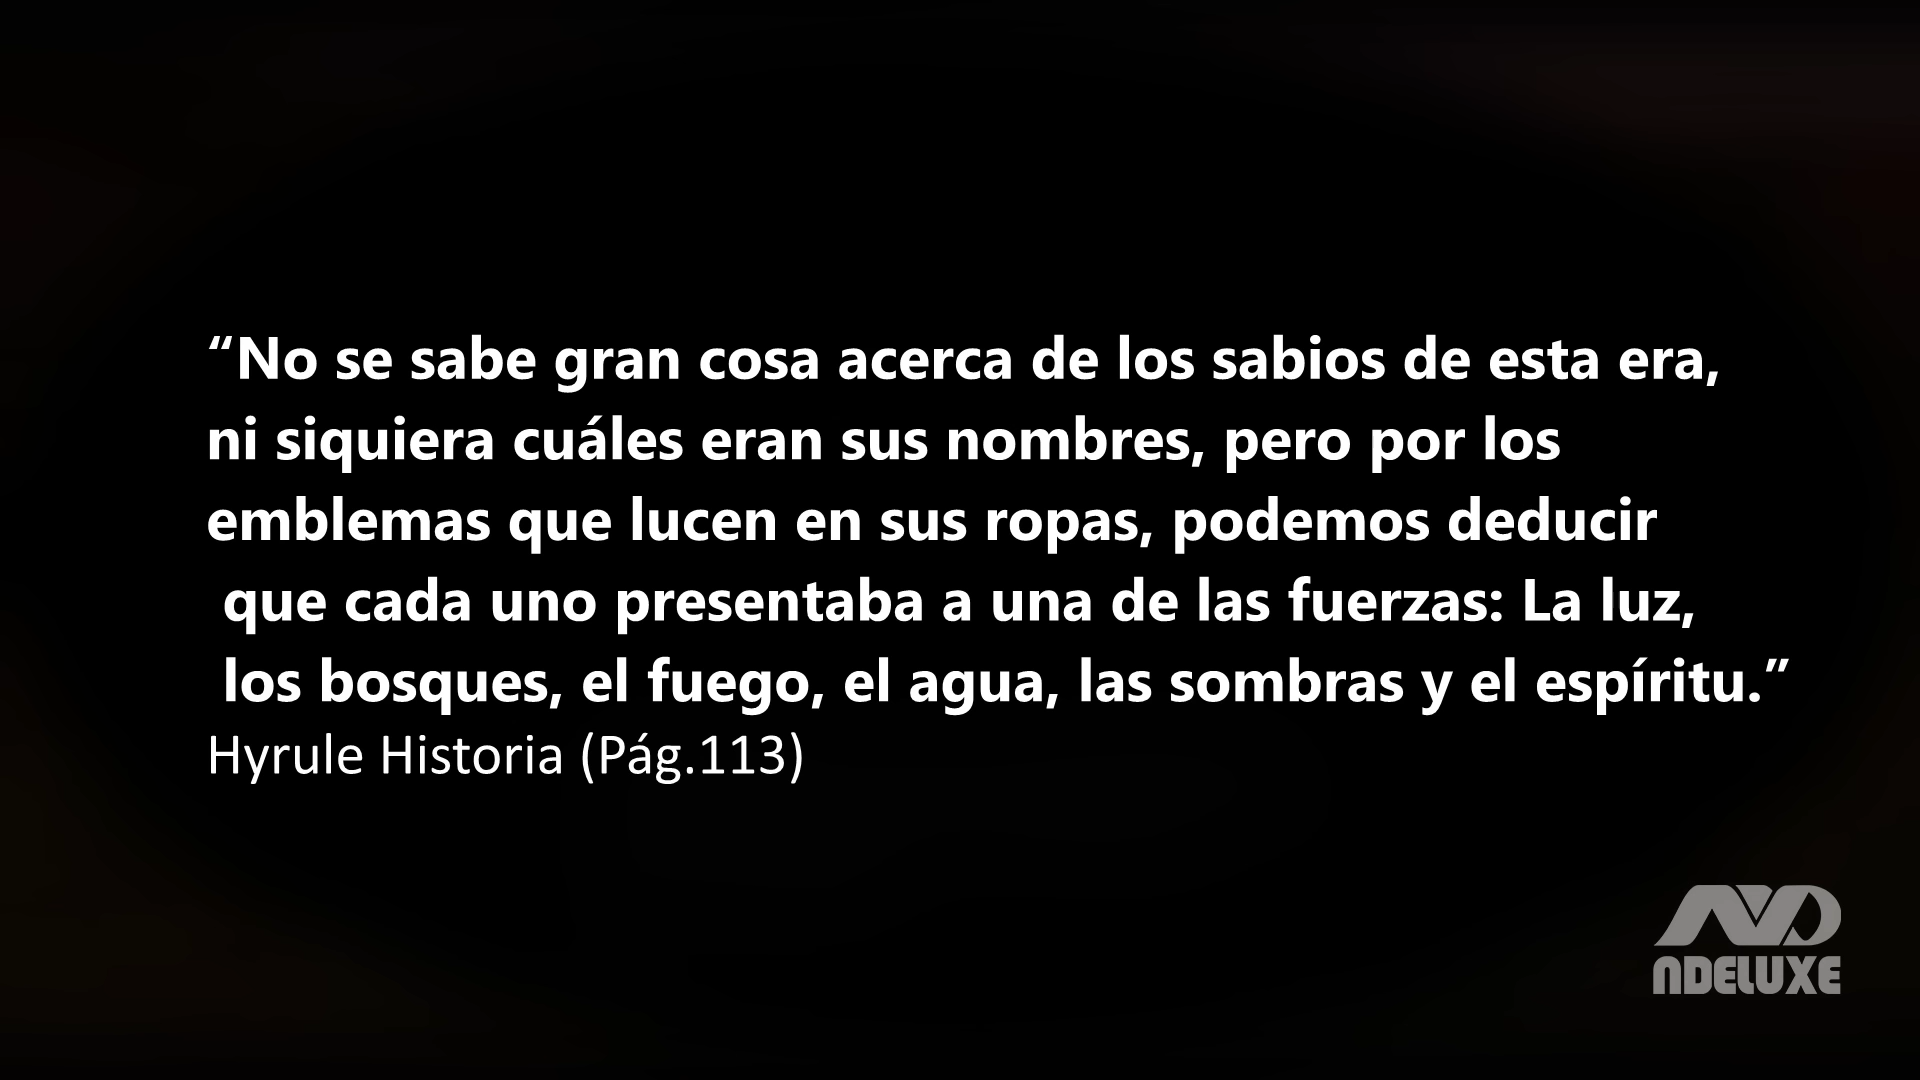 “No se sabe gran cosa acerca de los sabios de esta era,
ni siquiera cuáles eran sus nombres, pero por los
emblemas que lucen en sus ropas, podemos deducir
que cada uno presentaba a una de las fuerzas: La luz,
los bosques, el fuego, el agua, las sombras y el espíritu.”
Hyrule Historia (Pág.113)
ND
NDELUXE